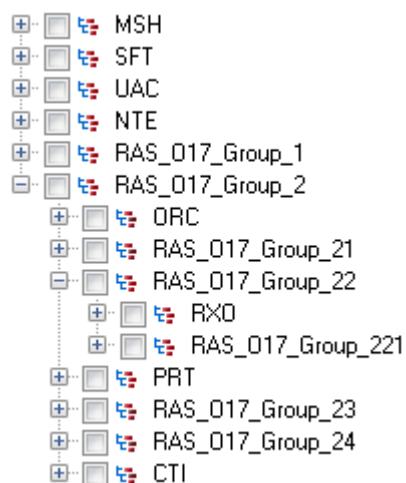 MSH
SFT
UAC
NTE
RAS_O17_Group_1
RAS_O17_Group_2
ORC
RAS_O17_Group_21
RAS_O17_Group_22
RXO
RAS_O17_Group_221
PRT
RAS_O17_Group_23
RAS_O17_Group_24
CTI